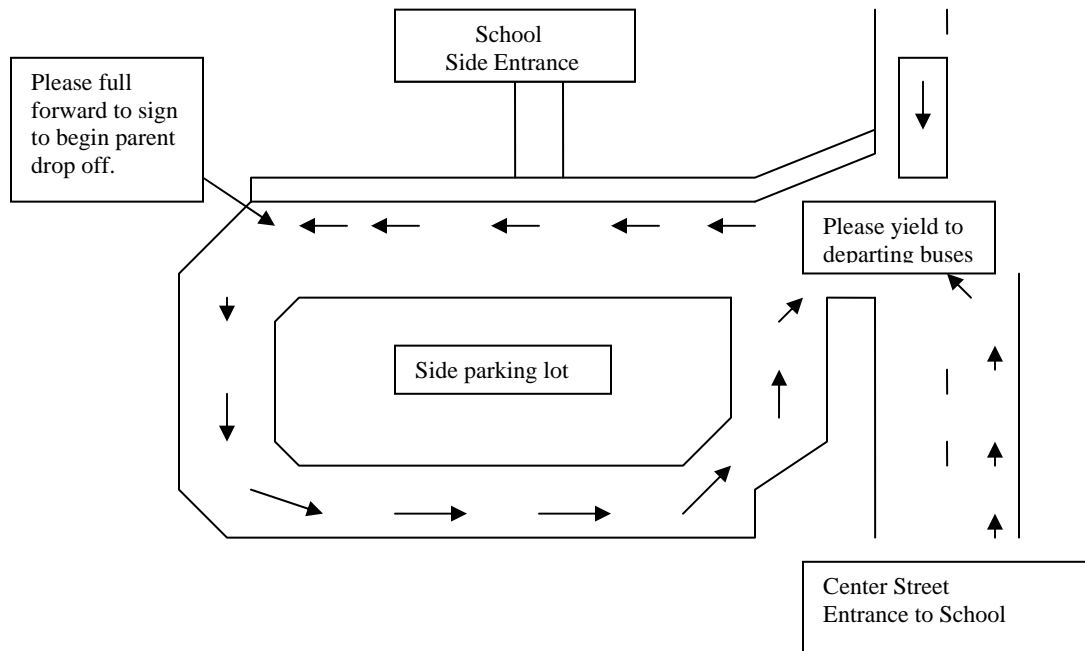 School
Side Entrance
Please full
forward to sign
to begin parent
drop off.
Please yield to
departing buses
Side parking lot
Center Street
Entrance to School